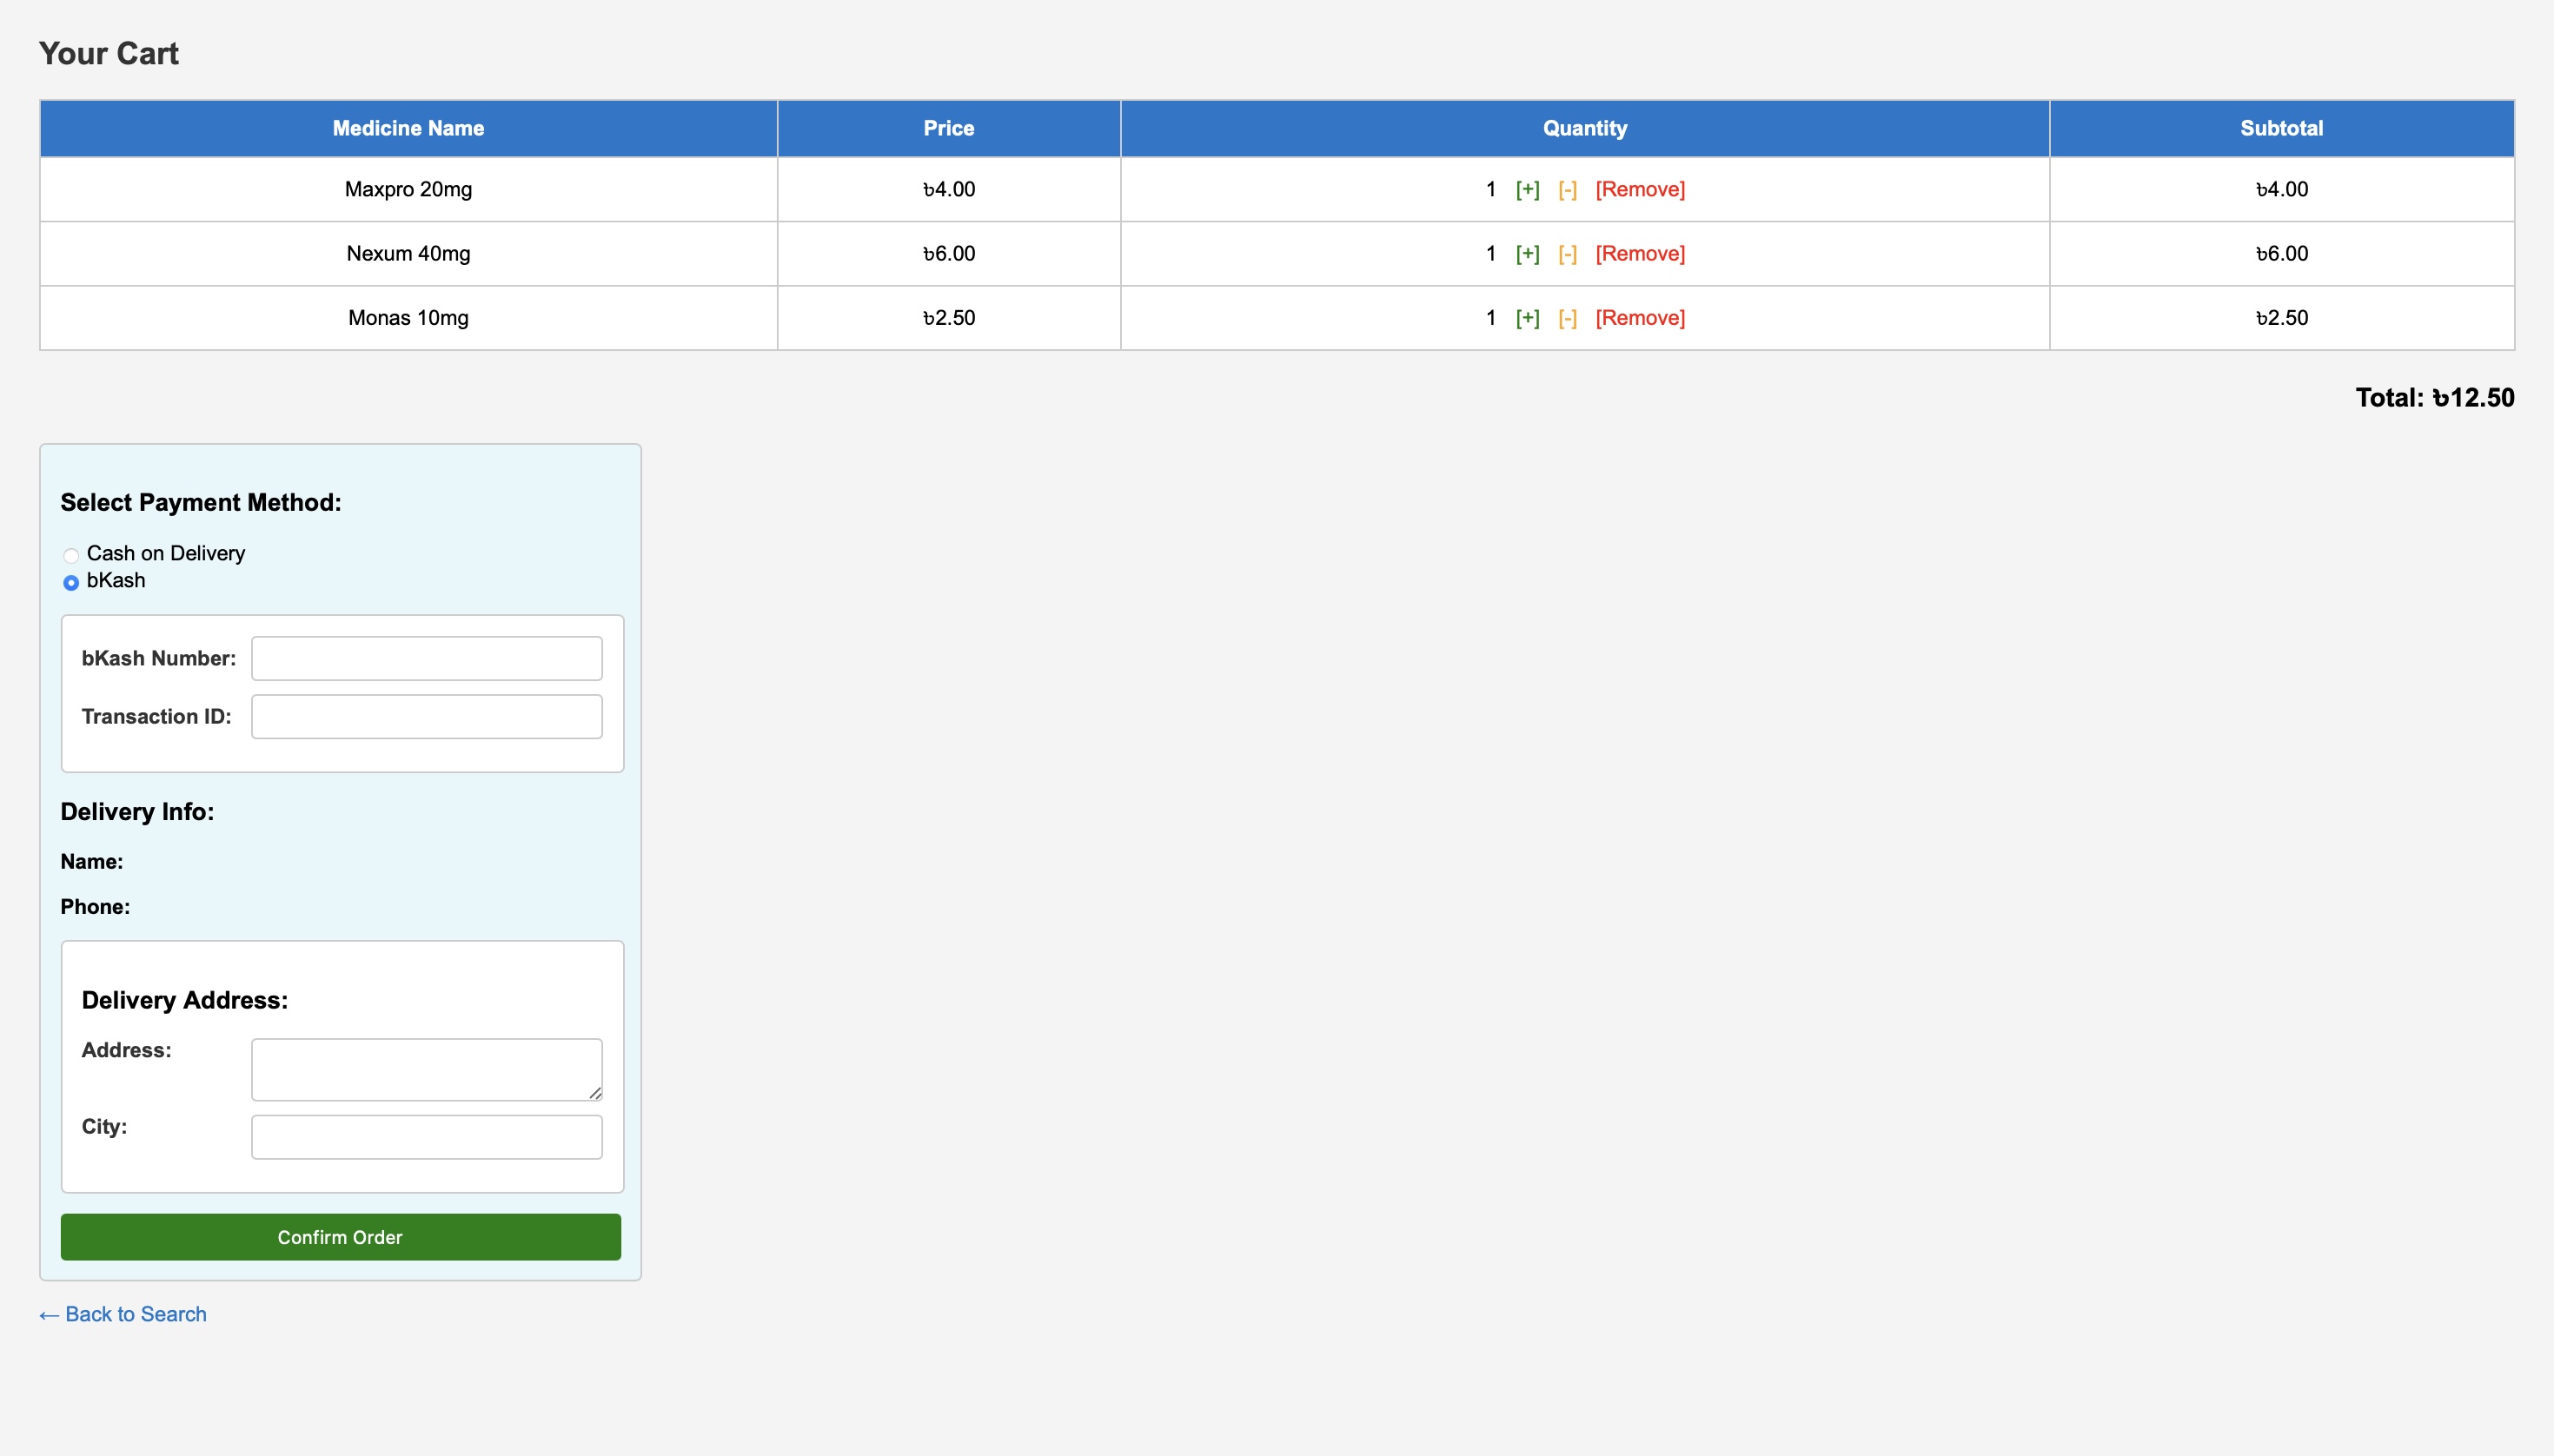 Your Cart
Medicine Name Price Quantity Subtotal
Maxpro 20mg ৳4.00 1 [+] [-] [Remove] ৳4.00
Nexum 40mg ৳6.00 1 [+] [-] [Remove] ৳6.00
Monas 10mg ৳2.50 1 [+] [-] [Remove] ৳2.50
Total: ৳12.50
Select Payment Method:
Cash on Delivery
bKash
bKash Number:
Transaction ID:
Delivery Info:
Name:
Phone:
Delivery Address:
Address:
City:
Confirm Order
← Back to Search